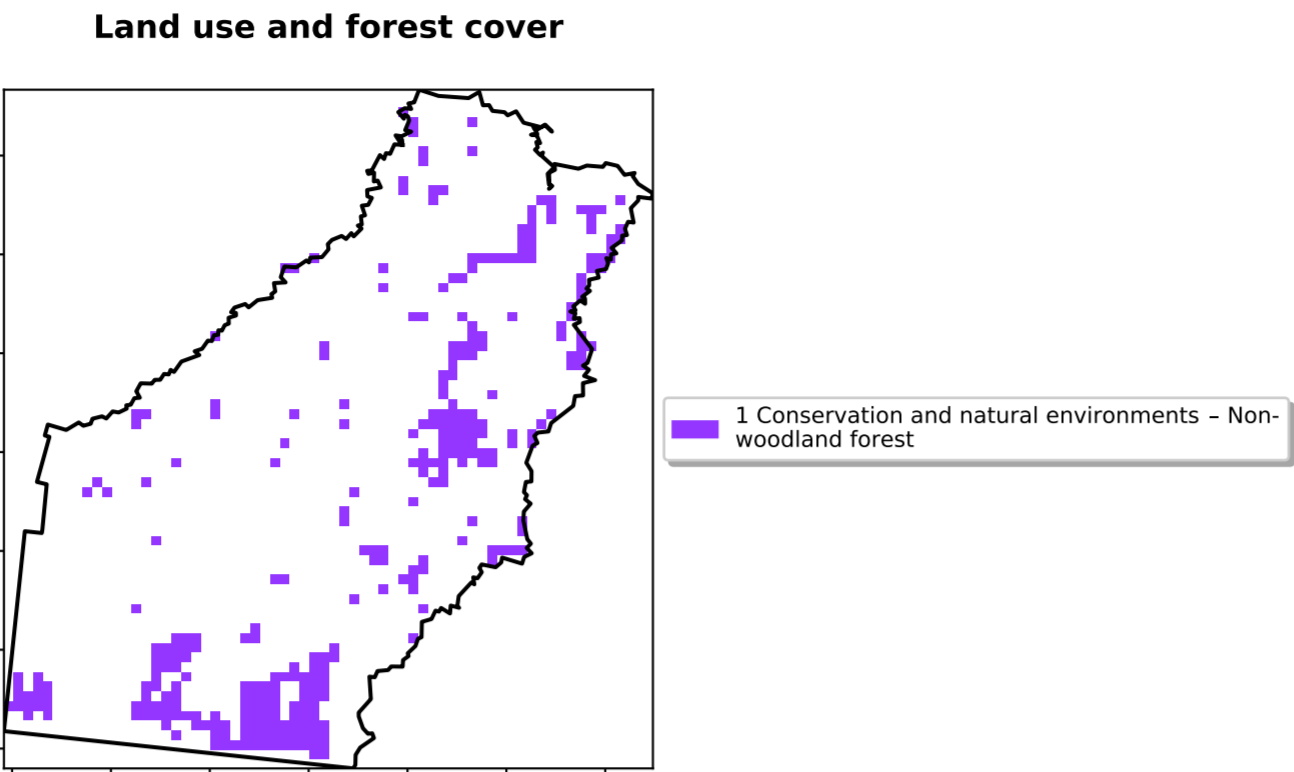 Land use and forest cover
1 Conservation and natural environments – Non-
woodland forest